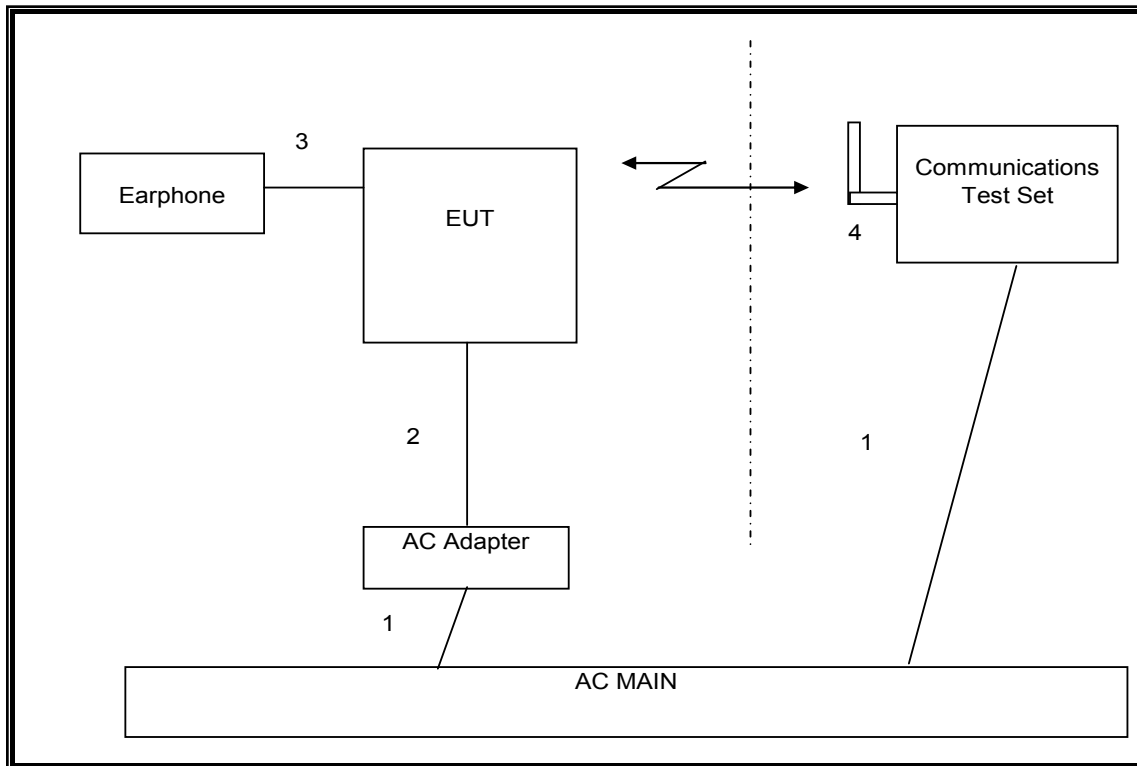 3
Earphone
EUT
Communications
Test Set
4
2
1
AC Adapter
1
AC MAIN